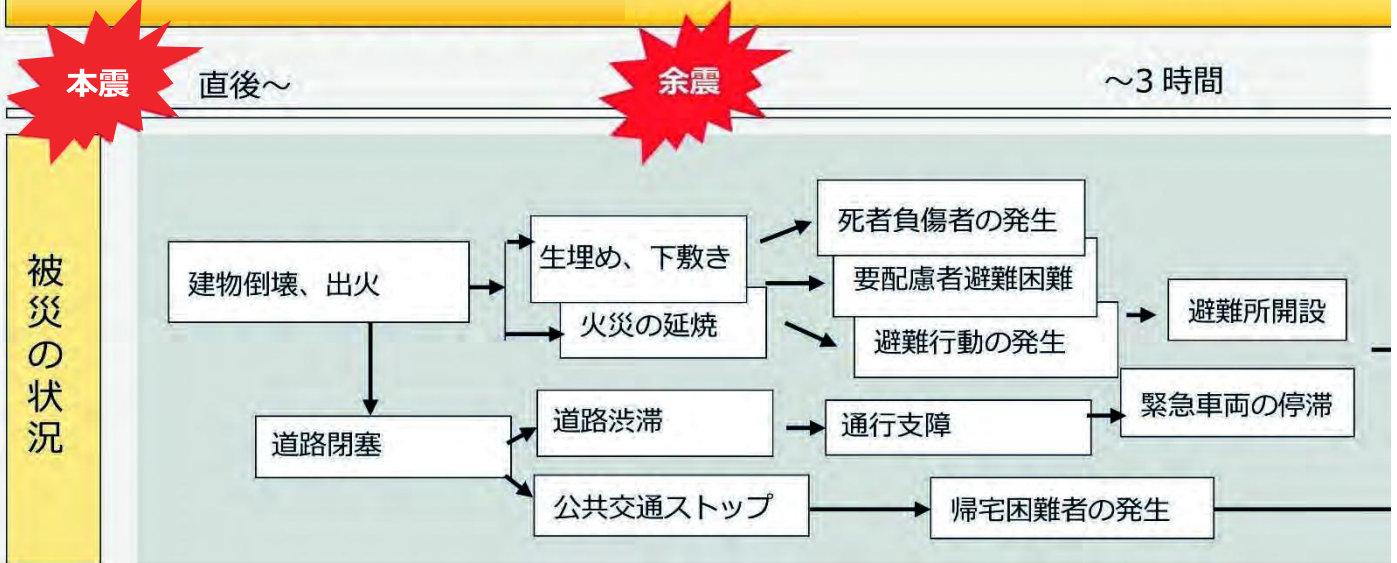 本震
直後～
余震
～3 時間
被災の状況
建物倒壊、出火
生埋め、下敷き
火災の延焼
死者負傷者の発生
要配慮者避難困難
避難行動の発生
避難所開設
道路閉塞
道路渋滞
通行支障
緊急車両の停滞
公共交通ストップ
帰宅困難者の発生